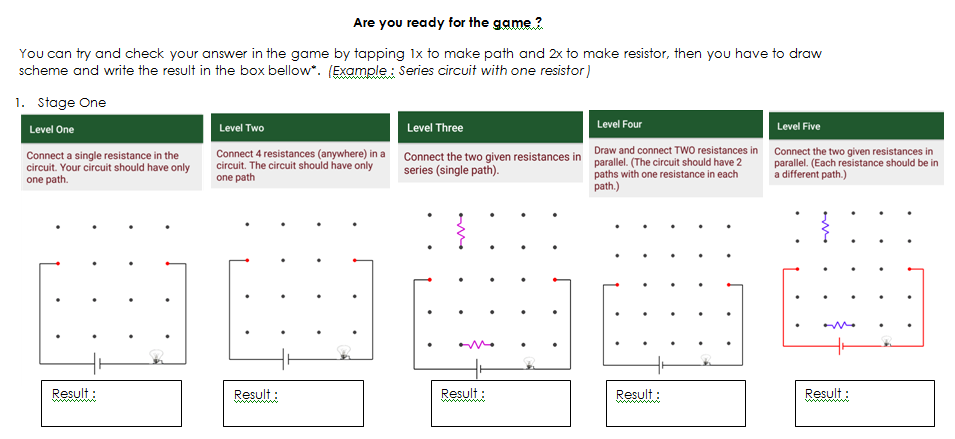 Are you ready for the game ?
You can try and check your answer in the game by tapping 1x to make path and 2x to make resistor, then you have to draw
scheme and write the result in the box bellow*. (Example : Series circuit with one resistor)
1. Stage One
Level One
Connect a single resistance in the
circuit. Your circuit should have only
one path.
Level Two
Connect 4 resistances (anywhere) in a
circuit. The circuit should have only
one path
Level Three
Connect the two given resistances in
series (single path).
Level Four
Draw and connect TWO resistances in
parallel. (The circuit should have 2
paths with one resistance in each
path.)
Level Five
Connect the two given resistances in
parallel. (Each resistance should be in
a different path.)
Result :
Result :
Result :
Result :
Result :